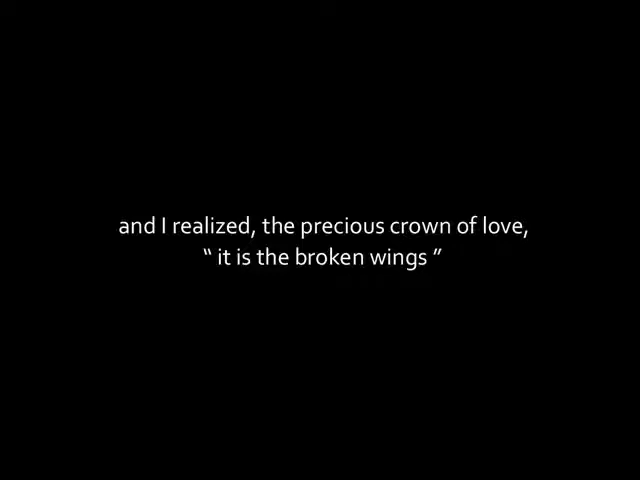 and I realized, the precious crown of love,
“ it is the broken wings ”